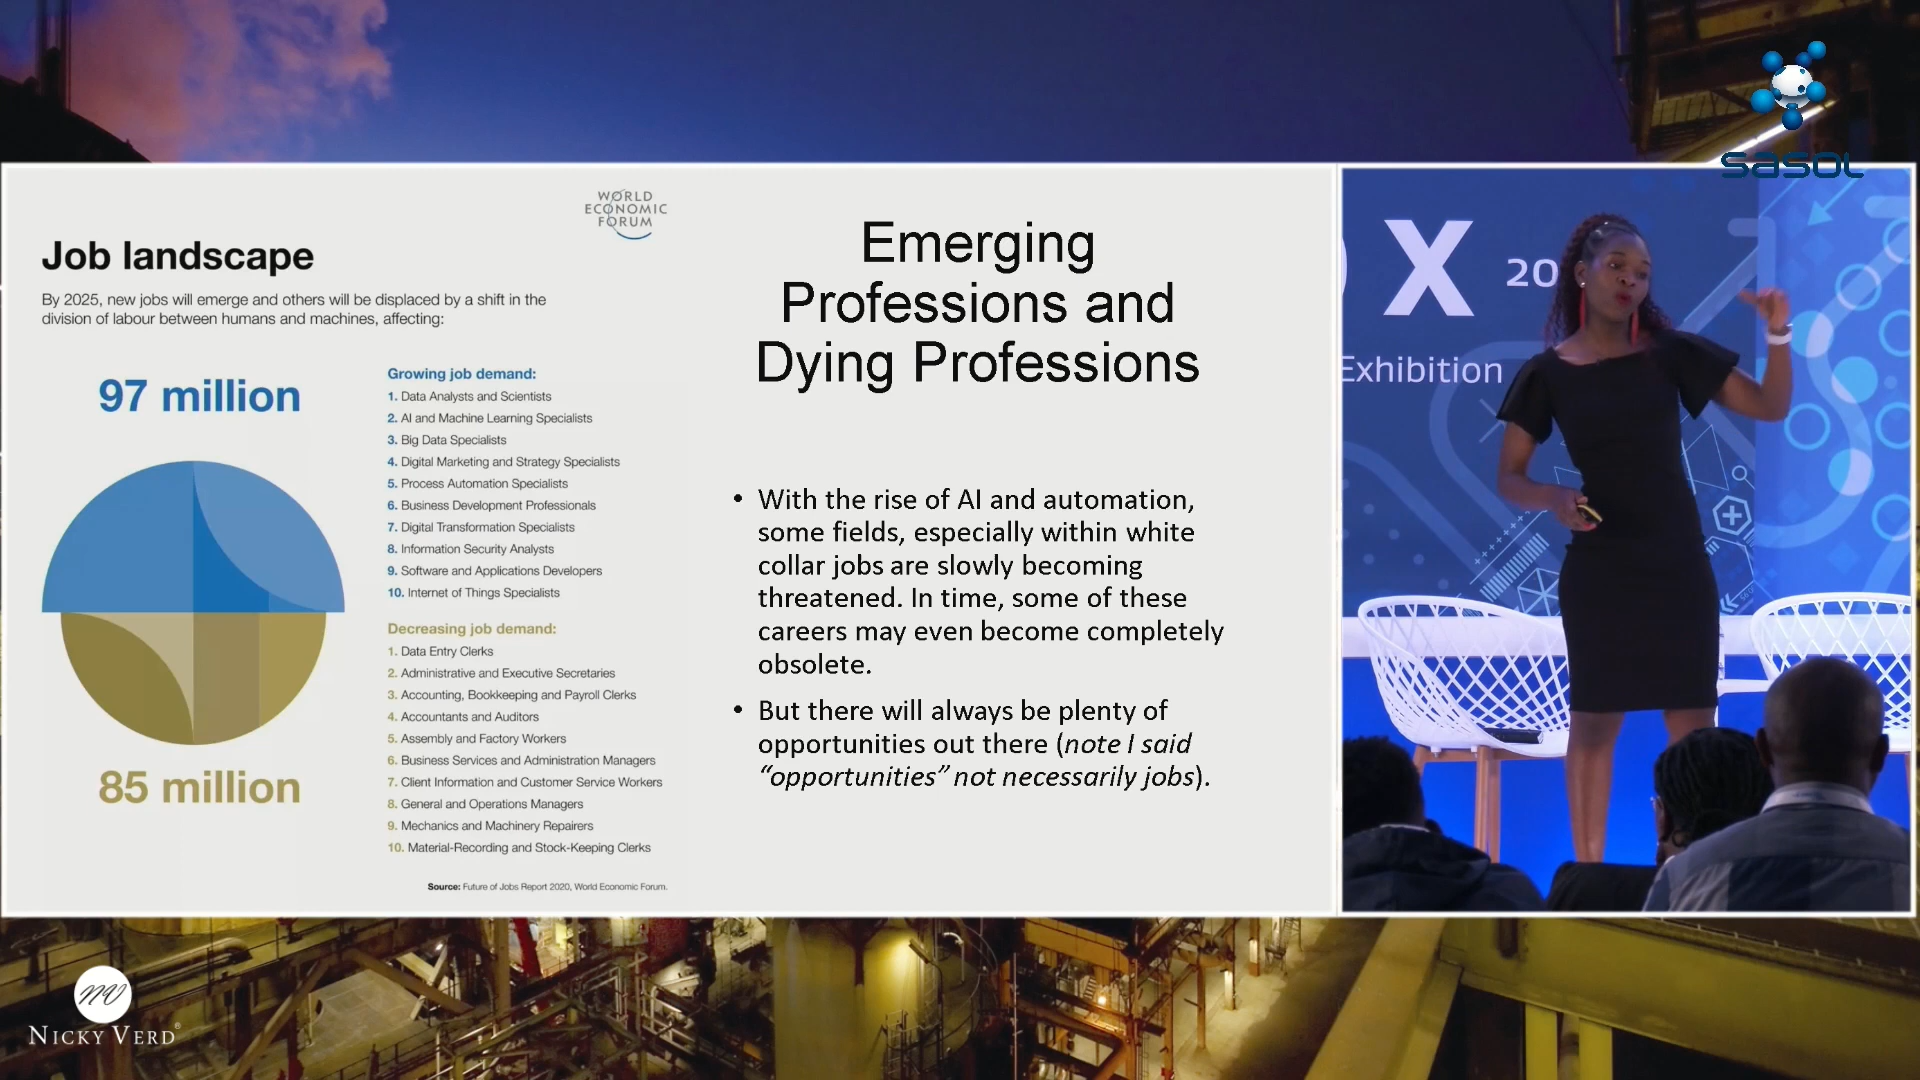 SASOL
WORLD
ECONOMIC
FORUM
Job landscape
By 2025, new jobs will emerge and others will be displaced by a shift in the
division of labour between humans and machines, affecting:
97 million
85 million
Growing job demand:
1. Data Analysts and Scientists
2. AI and Machine Learning Specialists
3. Big Data Specialists
4. Digital Marketing and Strategy Specialists
5. Process Automation Specialists
6. Business Development Professionals
7. Digital Transformation Specialists
8. Information Security Analysts
9. Software and Applications Developers
10. Internet of Things Specialists
Decreasing job demand:
1. Data Entry Clerks
2. Administrative and Executive Secretaries
3. Accounting, Bookkeeping and Payroll Clerks
4. Accountants and Auditors
5. Assembly and Factory Workers
6. Business Services and Administration Managers
7. Client Information and Customer Service Workers
8. General and Operations Managers
9. Mechanics and Machinery Repairers
10. Material-Recording and Stock-Keeping Clerks
Source: Future of Jobs Report 2020, World Economic Forum.
Emerging
Professions and
Dying Professions
• With the rise of AI and automation,
some fields, especially within white
collar jobs are slowly becoming
threatened. In time, some of these
careers may even become completely
obsolete.
• But there will always be plenty of
opportunities out there (note I said
“opportunities” not necessarily jobs).
X 20
Exhibition
NV
NICKY VERD®